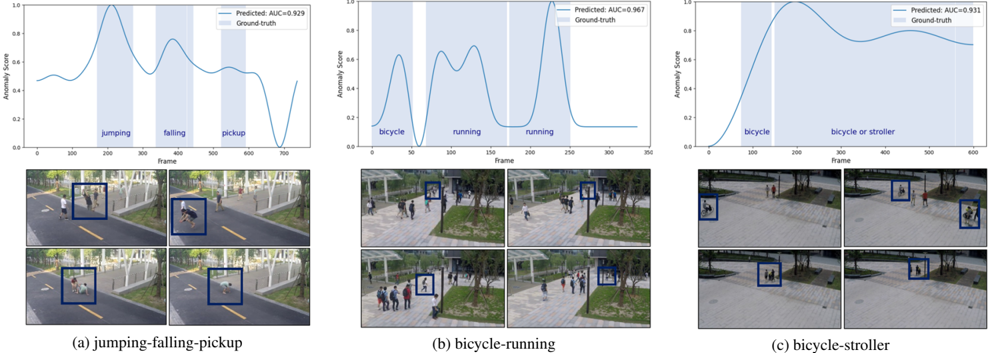 Anomaly Score
1.0
0.8
0.6
0.4
0.2
0.0
Predicted: AUC=0.929
Ground-truth
jumping
falling
pickup
0 100 200 300 400 500 600 700
Frame
Anomaly Score
1.0
0.8
0.6
0.4
0.2
0.0
Predicted: AUC=0.967
Ground-truth
bicycle
running
running
0 50 100 150 200 250 300 350
Frame
Anomaly Score
1.0
0.8
0.6
0.4
0.2
0.0
Predicted: AUC=0.931
Ground-truth
bicycle
bicycle or stroller
0 100 200 300 400 500 600
Frame
(a) jumping-falling-pickup
(b) bicycle-running
(c) bicycle-stroller